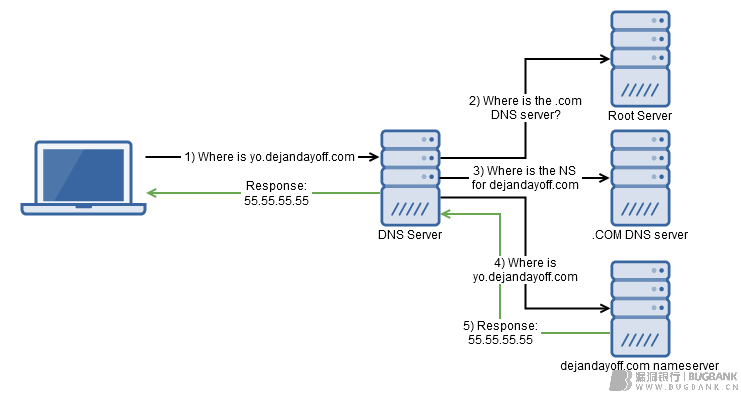 2) Where is the .com
DNS server?
Root Server
1) Where is yo.dejandayoff.com
3) Where is the NS
for dejandayoff.com
Response:
55.55.55.55
DNS Server
.COM DNS server
4) Where is
yo.dejandayoff.com
5) Response:
55.55.55.55
dejandayoff.com nameserver
漏洞银行 | BUGBANK
WWW.BUGBANK.CN